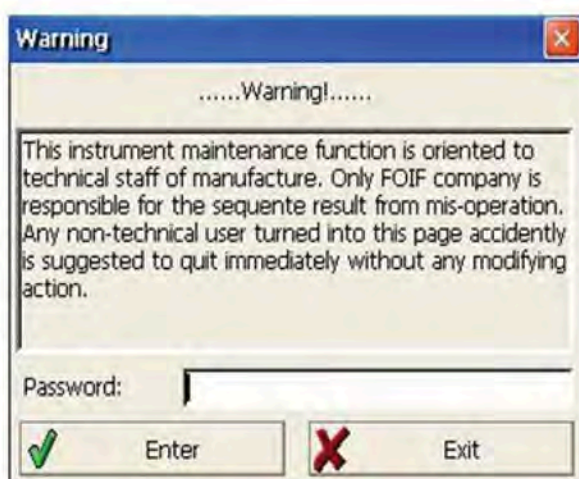 Warning
......Warning!......
This instrument maintenance function is oriented to
technical staff of manufacture. Only FOIF company is
responsible for the sequente result from mis-operation.
Any non-technical user turned into this page accidently
is suggested to quit immediately without any modifying
action.
Password:
Enter Exit